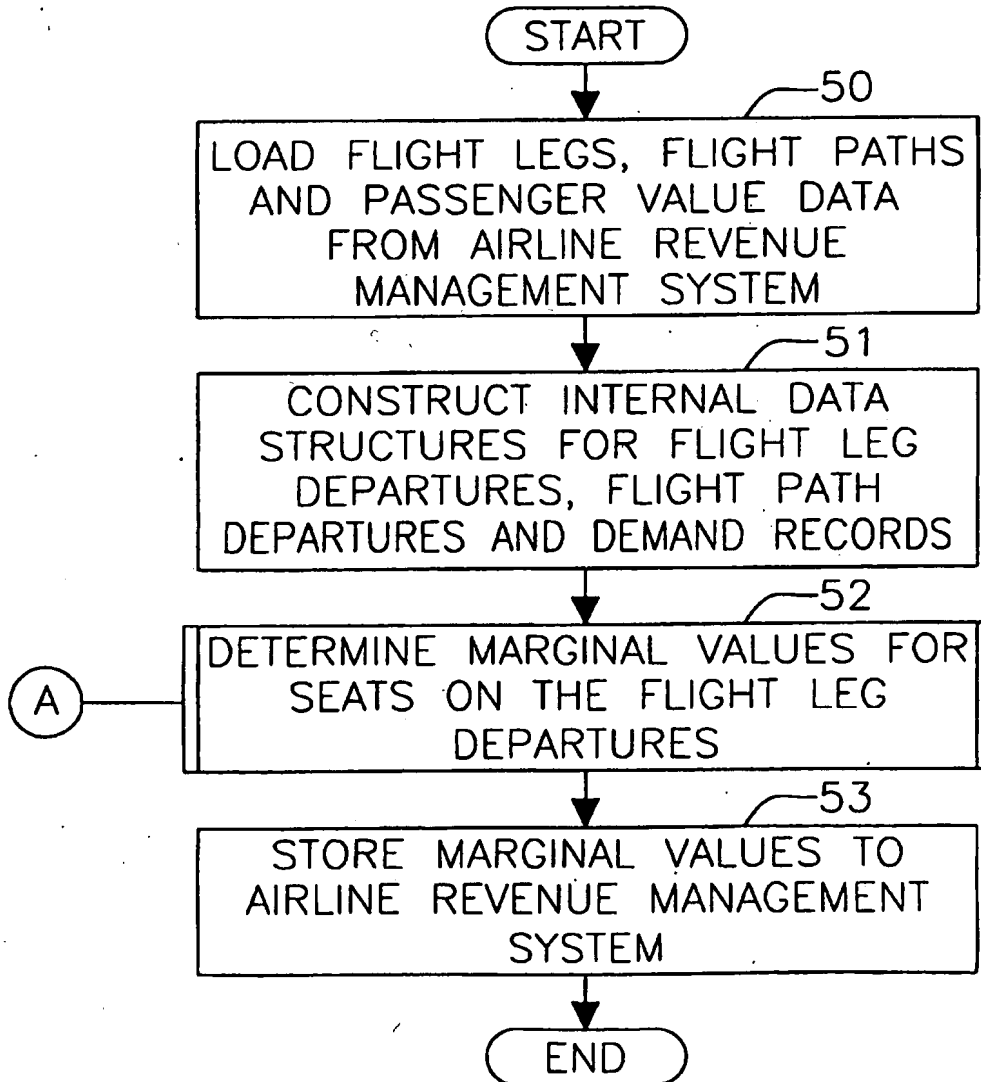 START
50
LOAD FLIGHT LEGS, FLIGHT PATHS
AND PASSENGER VALUE DATA
FROM AIRLINE REVENUE
MANAGEMENT SYSTEM
51
CONSTRUCT INTERNAL DATA
STRUCTURES FOR FLIGHT LEG
DEPARTURES, FLIGHT PATH
DEPARTURES AND DEMAND RECORDS
52
A
DETERMINE MARGINAL VALUES FOR
SEATS ON THE FLIGHT LEG
DEPARTURES
53
STORE MARGINAL VALUES TO
AIRLINE REVENUE MANAGEMENT
SYSTEM
END